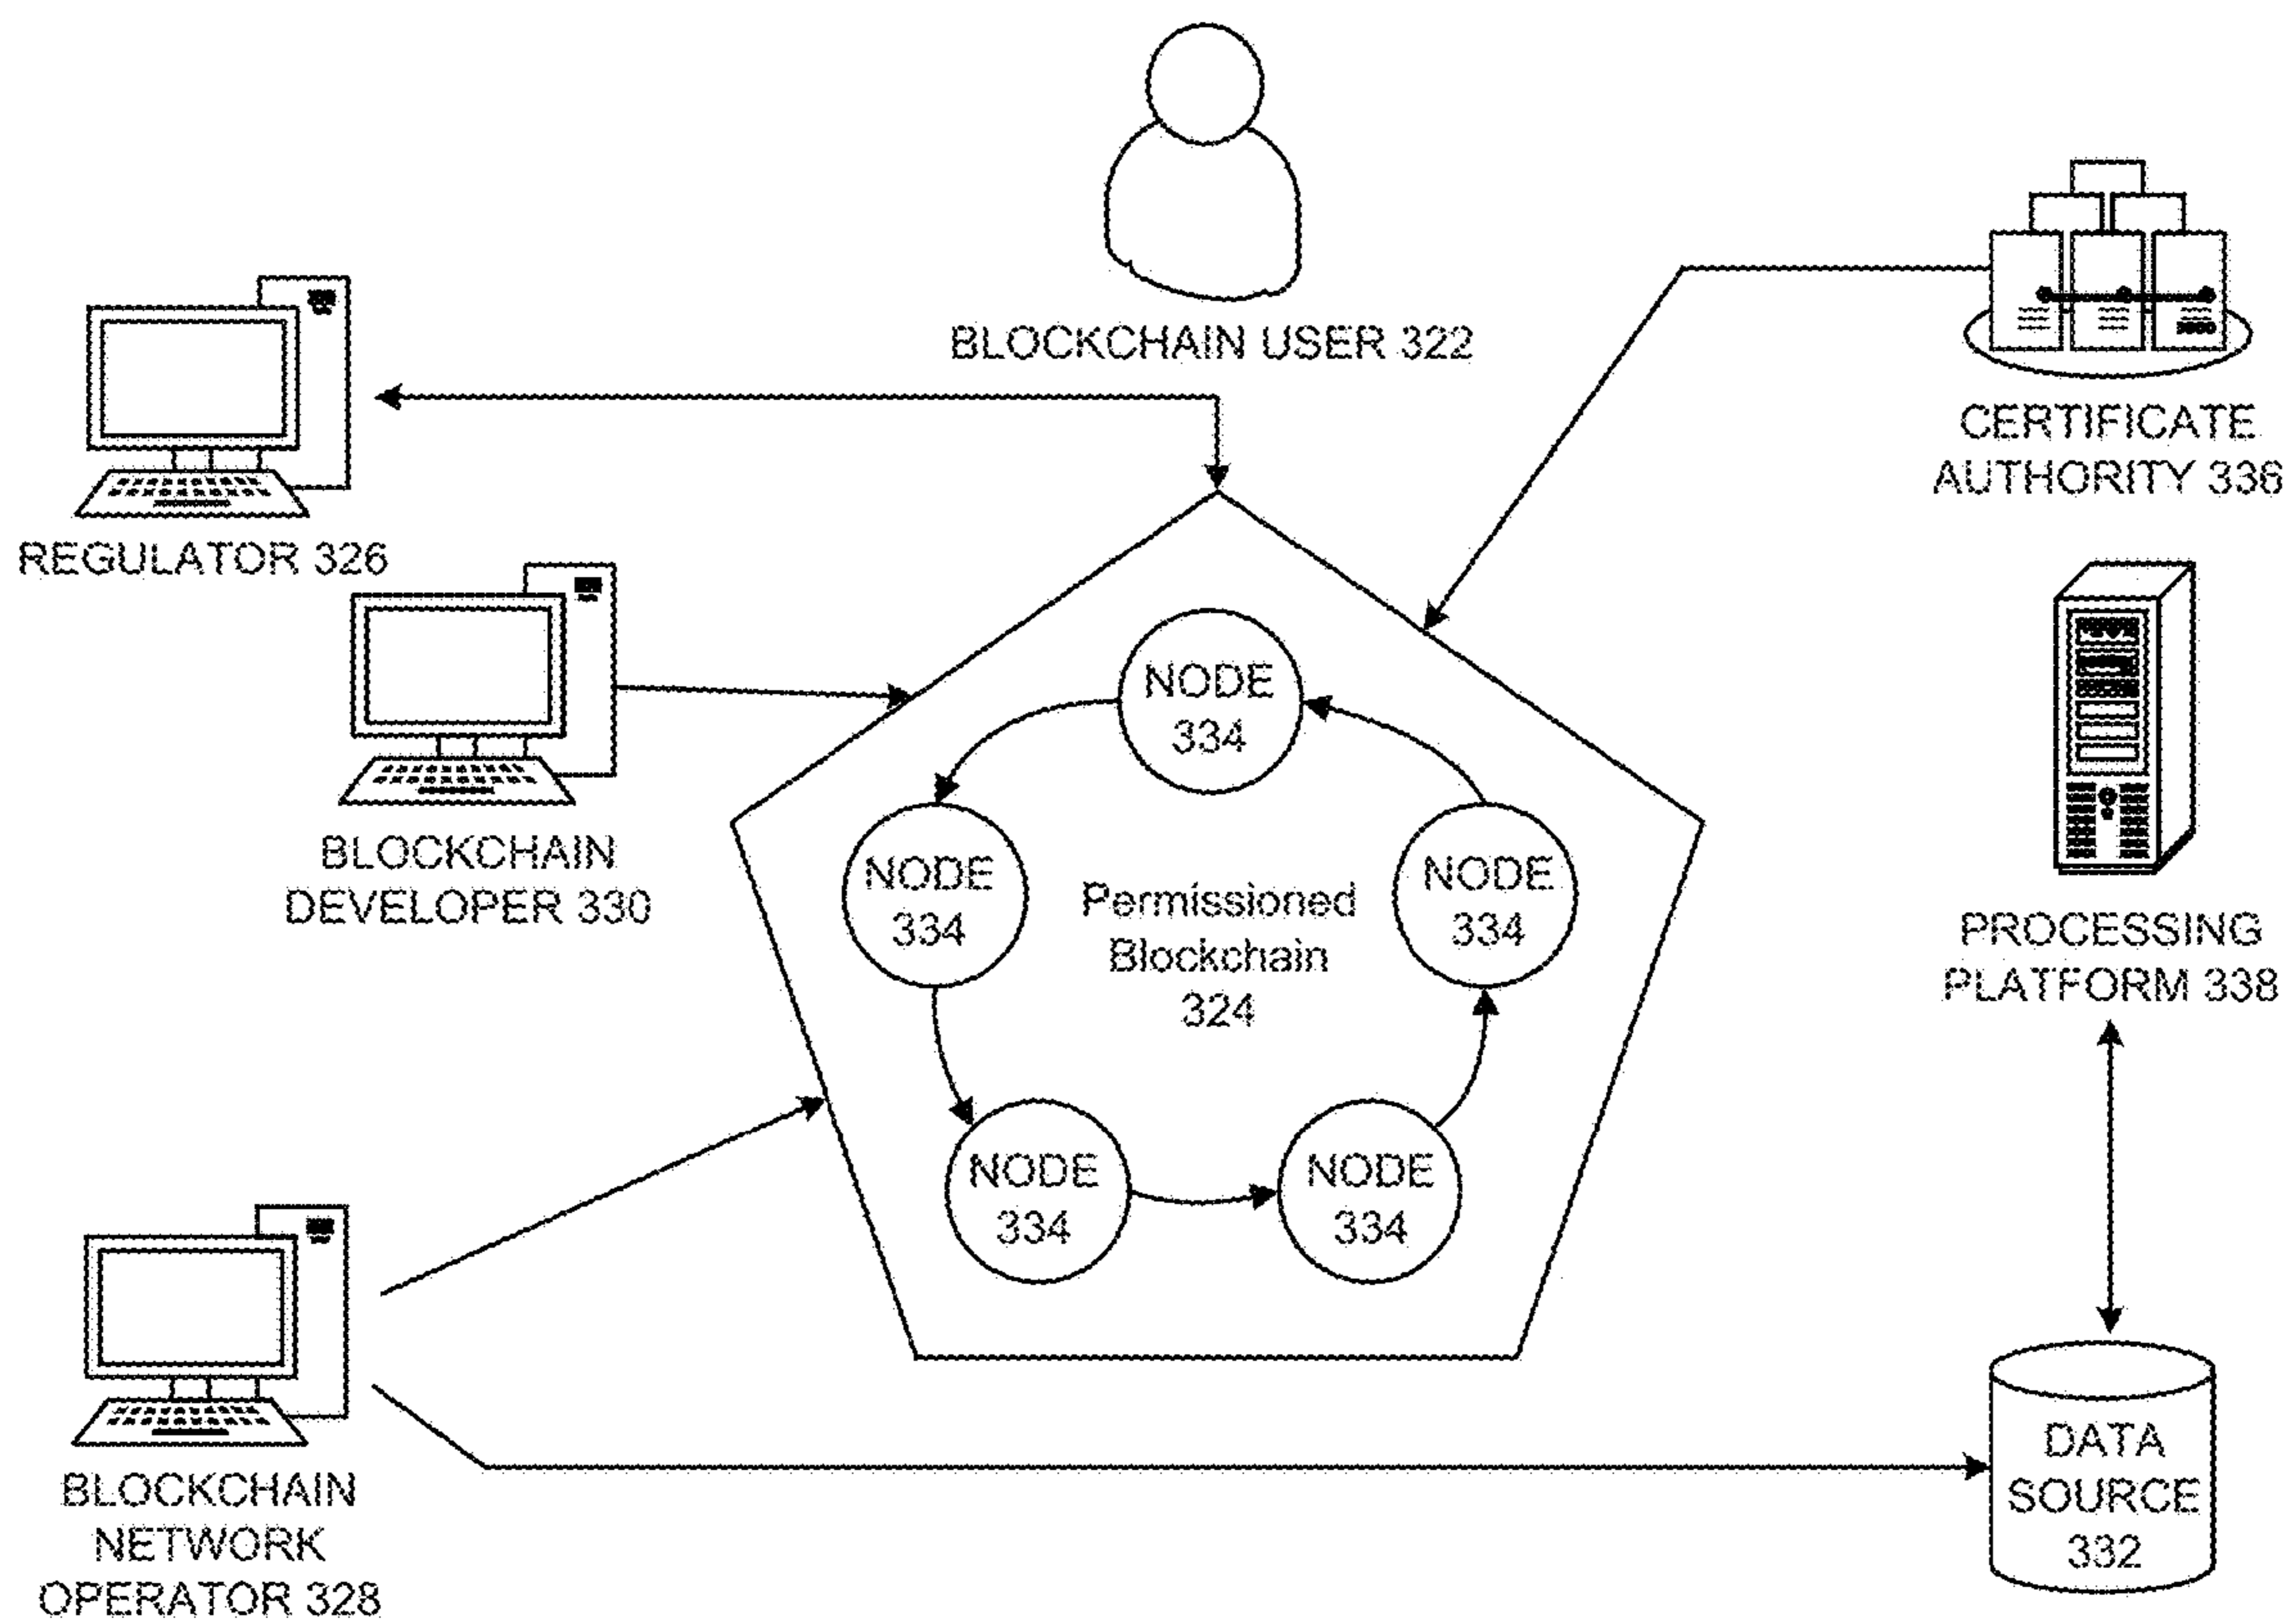 BLOCKCHAIN USER 322
CERTIFICATE
AUTHORITY 336
REGULATOR 326
NODE
334
BLOCKCHAIN
DEVELOPER 330
NODE
334
Permissioned
Blockchain
324
NODE
334
PROCESSING
PLATFORM 338
NODE
334
NODE
334
BLOCKCHAIN
NETWORK
OPERATOR 328
DATA
SOURCE
332